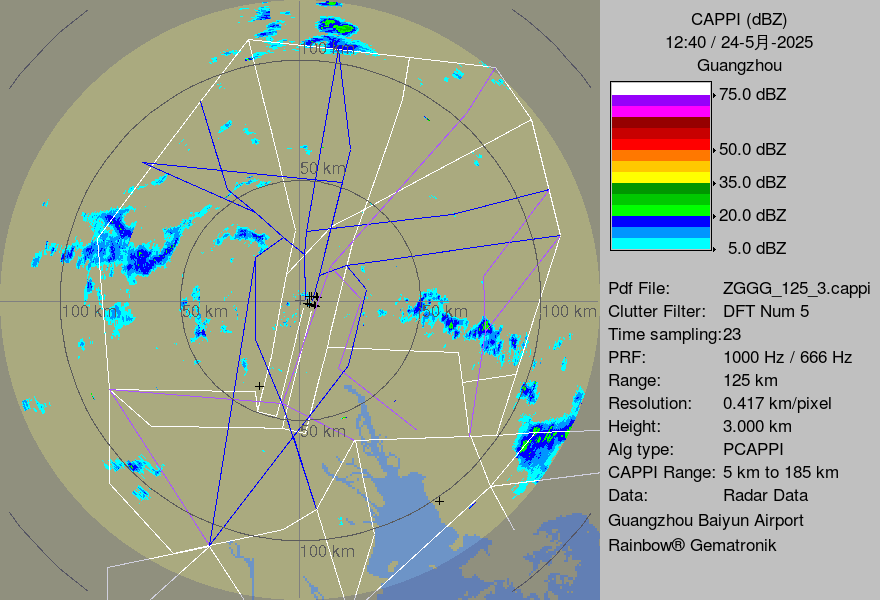 100 km
50 km
100 km
50 km
50 km
100 km
50 km
100 km
CAPPI (dBZ)
12:40 / 24-5月-2025
Guangzhou
75.0 dBZ
50.0 dBZ
35.0 dBZ
20.0 dBZ
5.0 dBZ
Pdf File: ZGGG_125_3.cappi
Clutter Filter: DFT Num 5
Time sampling:23
PRF: 1000 Hz / 666 Hz
Range: 125 km
Resolution: 0.417 km/pixel
Height: 3.000 km
Alg type: PCAPPI
CAPPI Range: 5 km to 185 km
Data: Radar Data
Guangzhou Baiyun Airport
Rainbow® Gematronik